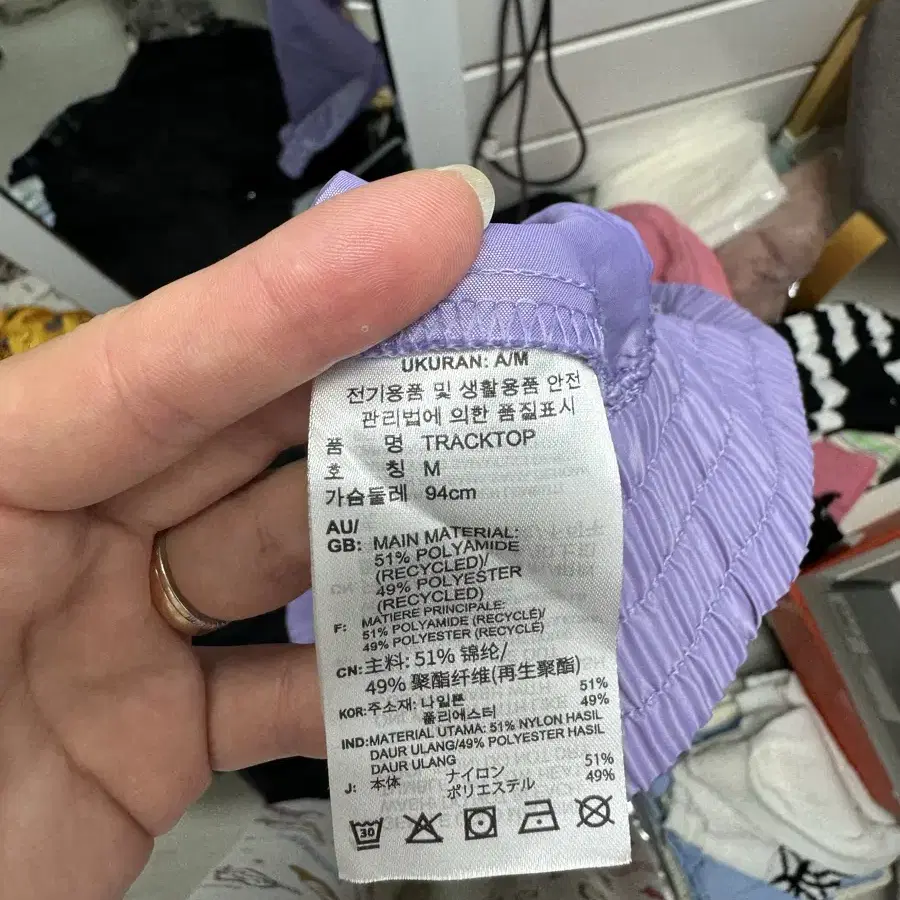 UKURAN: A/M
전기용품 및 생활용품 안전
관리법에 의한 품질표시
품 명 TRACKTOP
호 칭 M
가슴둘레 94cm
AU/
GB: MAIN MATERIAL:
51% POLYAMIDE
(RECYCLED)/
49% POLYESTER
(RECYCLED)
F: MATIERE PRINCIPALE:
51% POLYAMIDE (RECYCLÉ)/
49% POLYESTER (RECYCLÉ)
CN: 主料: 51% 锦纶/
49% 聚酯纤维(再生聚酯)
KOR: 주소재: 나일론 51%
폴리에스터 49%
IND: MATERIAL UTAMA: 51% NYLON HASIL
DAUR ULANG/49% POLYESTER HASIL
DAUR ULANG
J: 本体 ナイロン 51%
ポリエステル 49%
30